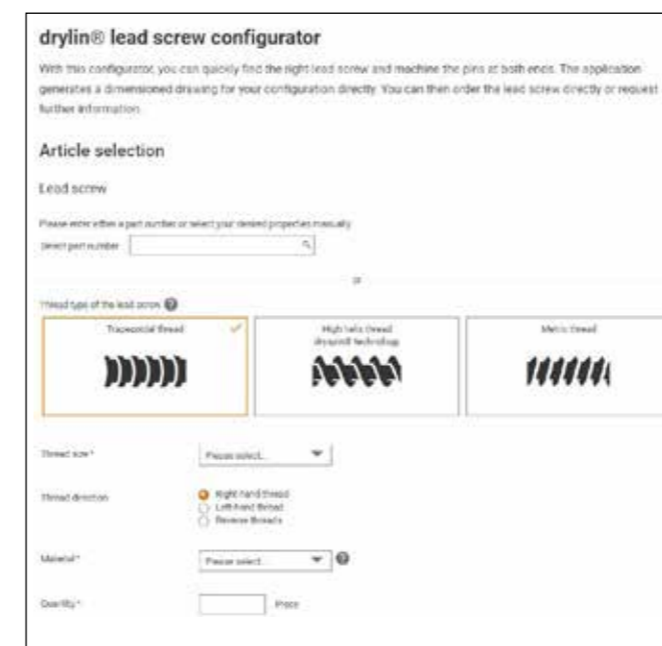 drylin® lead screw configurator
With this configurator, you can quickly find the right lead screw and machine the pins at both ends. The application
generates a dimensioned drawing for your configuration directly. You can then order the lead screw directly or request
further information.
Article selection
Lead screw
Please enter either a part number or select your desired properties manually
Select part number
or
Thread type of the lead screw ?
Trapezoidal thread
High helix thread
dryspin® technology
Metric thread
Thread size *
Please select...
Thread direction
Right-hand thread
Left-hand thread
Reverse threads
Material *
Please select... ?
Quantity *
Piece